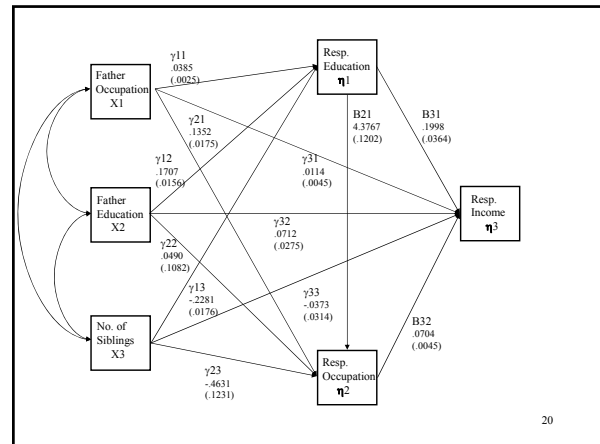 γ11
.0385
(.0025)
Father
Occupation
X1
Resp.
Education
η1
γ21
.1352
(.0175)
B21
4.3767
(.1202)
B31
.1998
(.0364)
γ12
.1707
(.0156)
γ31
.0114
(.0045)
Father
Education
X2
γ32
.0712
(.0275)
Resp.
Income
η3
γ22
.0490
(.1082)
γ13
-.2281
(.0176)
γ33
-.0373
(.0314)
B32
.0704
(.0045)
No. of
Siblings
X3
γ23
-.4631
(.1231)
Resp.
Occupation
η2
20